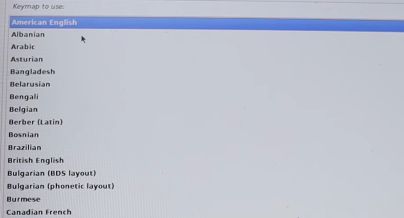 Keymap to use:
American English
Albanian
Arabic
Asturian
Bangladesh
Belarusian
Bengali
Belgian
Berber (Latin)
Bosnian
Brazilian
British English
Bulgarian (BDS layout)
Bulgarian (phonetic layout)
Burmese
Canadian French